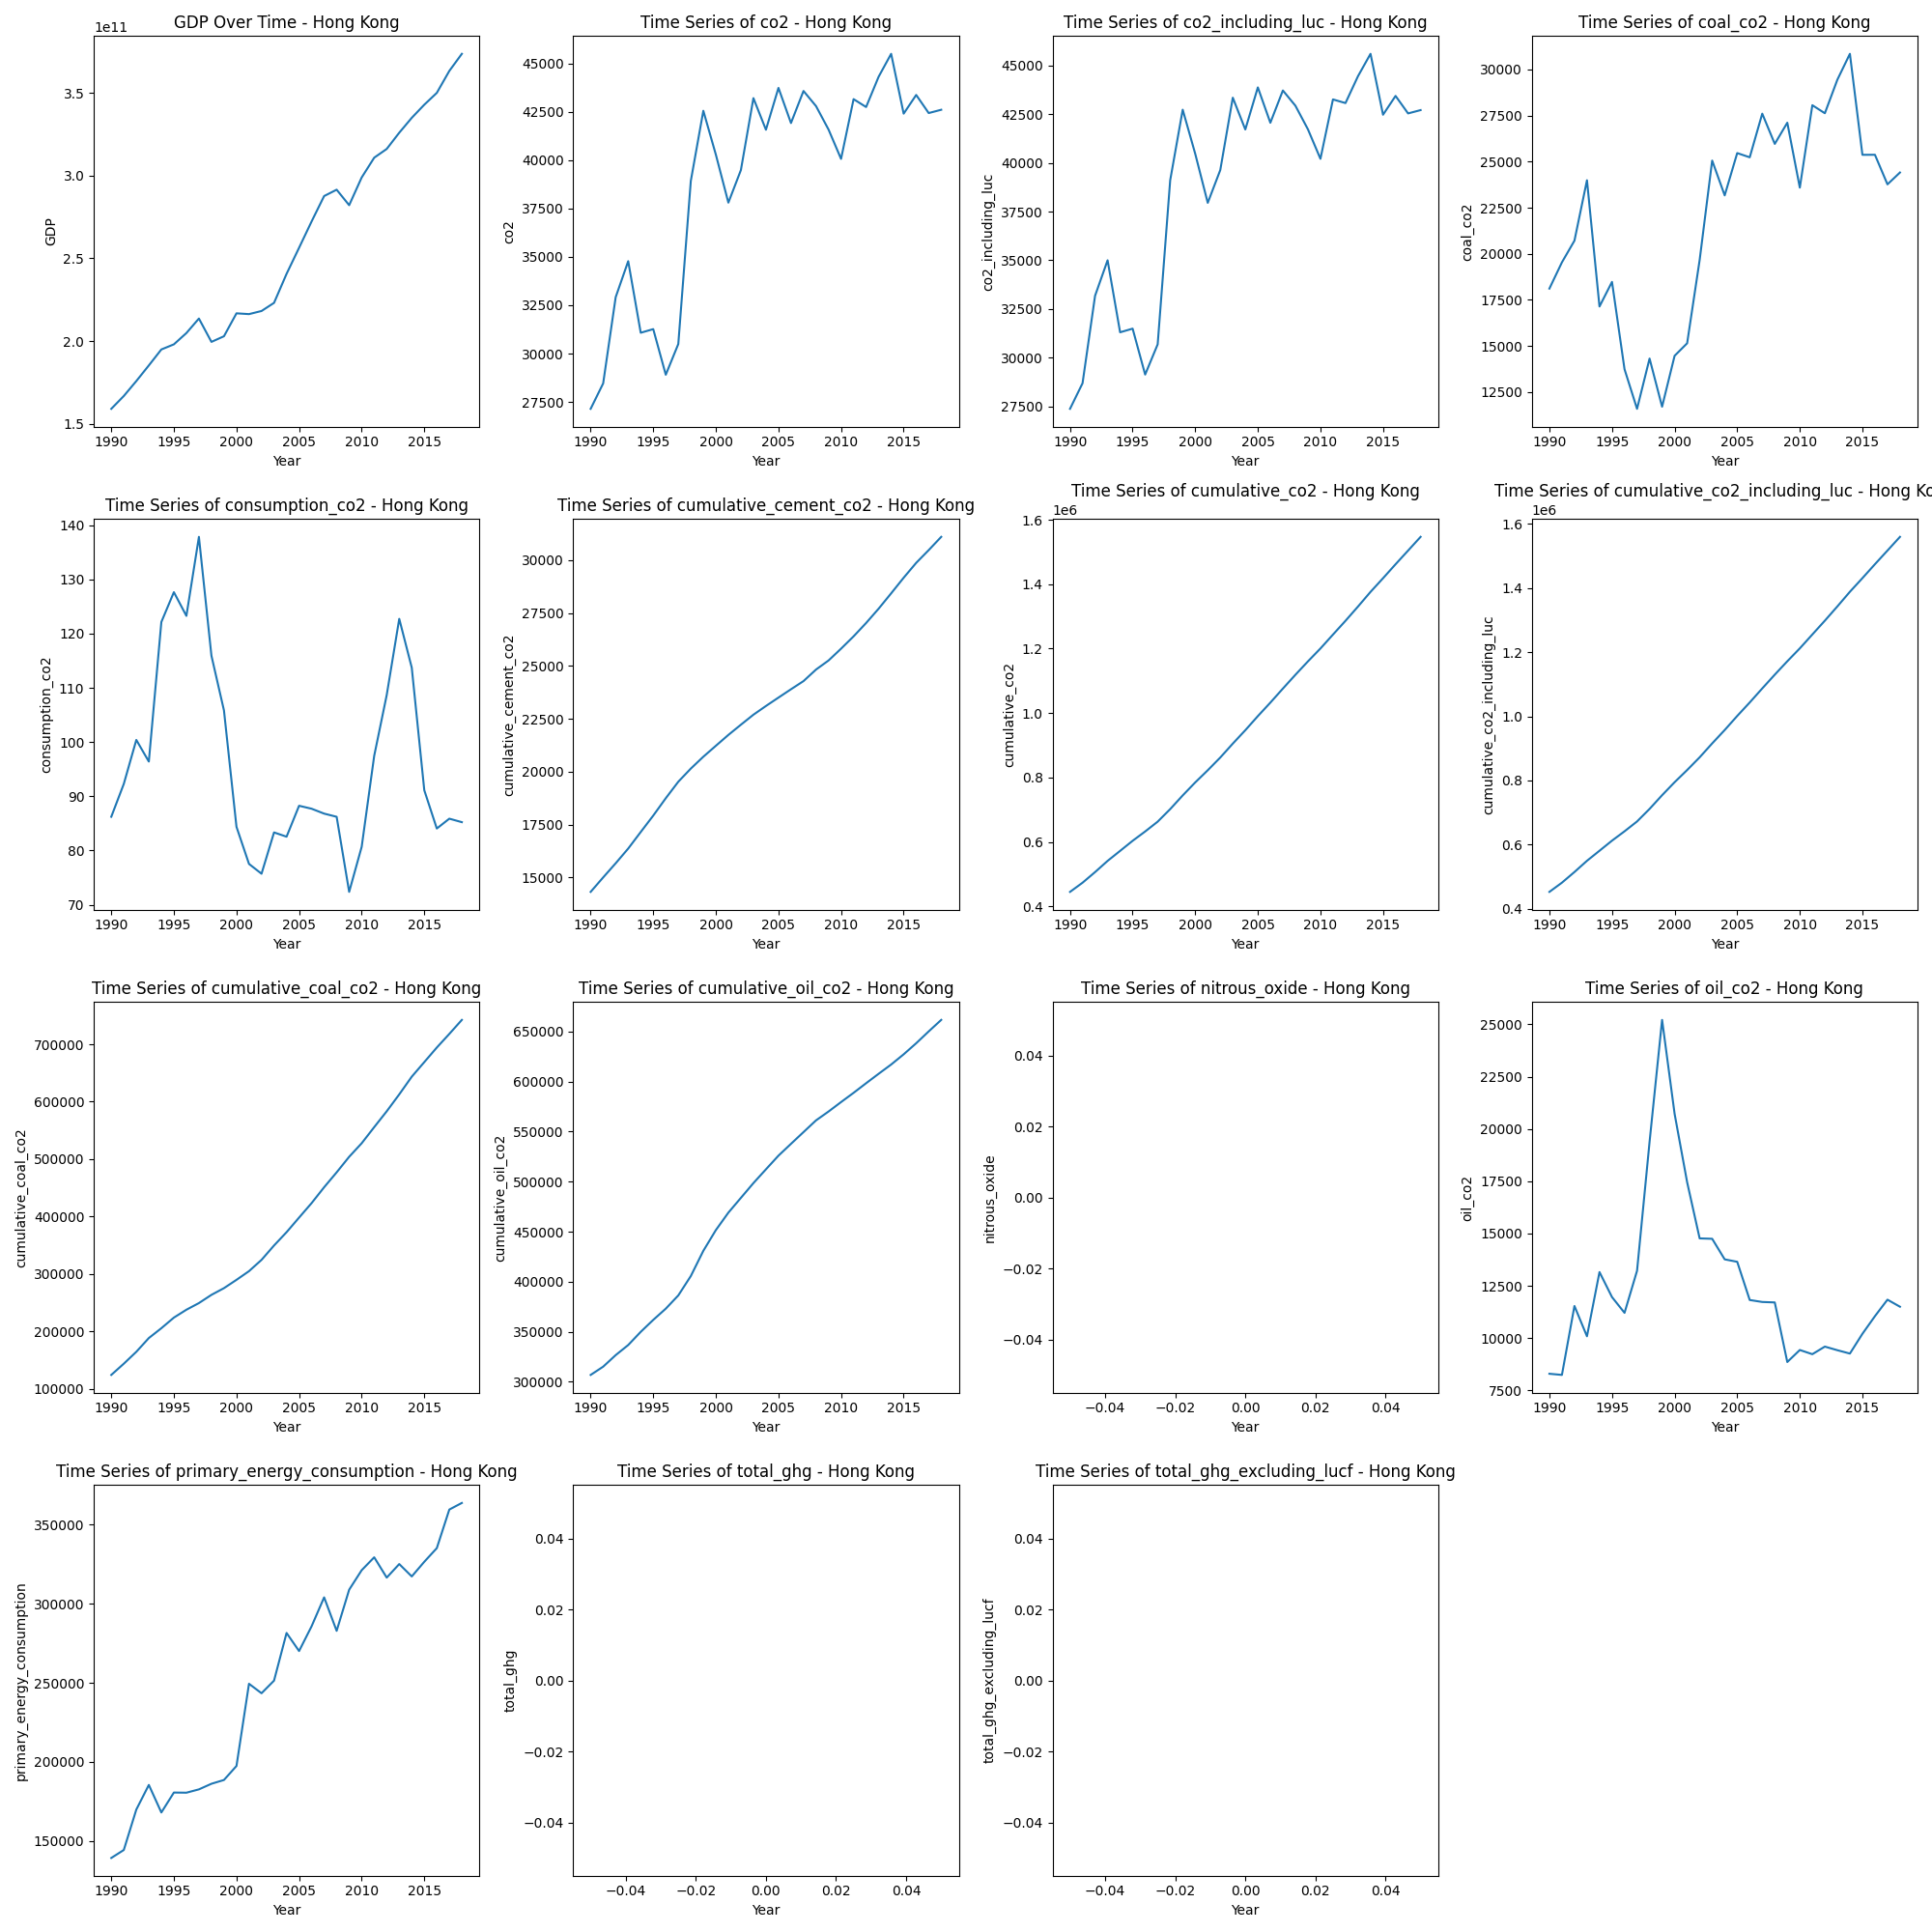 GDP Over Time - Hong Kong
1e11
GDP
3.5
3.0
2.5
2.0
1.5
1990 1995 2000 2005 2010 2015
Year
Time Series of co2 - Hong Kong
co2
45000
42500
40000
37500
35000
32500
30000
27500
1990 1995 2000 2005 2010 2015
Year
Time Series of co2_including_luc - Hong Kong
co2_including_luc
45000
42500
40000
37500
35000
32500
30000
27500
1990 1995 2000 2005 2010 2015
Year
Time Series of coal_co2 - Hong Kong
coal_co2
30000
27500
25000
22500
20000
17500
15000
12500
1990 1995 2000 2005 2010 2015
Year
Time Series of consumption_co2 - Hong Kong
consumption_co2
140
130
120
110
100
90
80
70
1990 1995 2000 2005 2010 2015
Year
Time Series of cumulative_cement_co2 - Hong Kong
cumulative_cement_co2
30000
27500
25000
22500
20000
17500
15000
1990 1995 2000 2005 2010 2015
Year
Time Series of cumulative_co2 - Hong Kong
1e6
cumulative_co2
1.6
1.4
1.2
1.0
0.8
0.6
0.4
1990 1995 2000 2005 2010 2015
Year
Time Series of cumulative_co2_including_luc - Hong Ko
1e6
cumulative_co2_including_luc
1.6
1.4
1.2
1.0
0.8
0.6
0.4
1990 1995 2000 2005 2010 2015
Year
Time Series of cumulative_coal_co2 - Hong Kong
cumulative_coal_co2
700000
600000
500000
400000
300000
200000
100000
1990 1995 2000 2005 2010 2015
Year
Time Series of cumulative_oil_co2 - Hong Kong
cumulative_oil_co2
650000
600000
550000
500000
450000
400000
350000
300000
1990 1995 2000 2005 2010 2015
Year
Time Series of nitrous_oxide - Hong Kong
nitrous_oxide
0.04
0.02
0.00
−0.02
−0.04
−0.04 −0.02 0.00 0.02 0.04
Year
Time Series of oil_co2 - Hong Kong
oil_co2
25000
22500
20000
17500
15000
12500
10000
7500
1990 1995 2000 2005 2010 2015
Year
Time Series of primary_energy_consumption - Hong Kong
primary_energy_consumption
350000
300000
250000
200000
150000
1990 1995 2000 2005 2010 2015
Year
Time Series of total_ghg - Hong Kong
total_ghg
0.04
0.02
0.00
−0.02
−0.04
−0.04 −0.02 0.00 0.02 0.04
Year
Time Series of total_ghg_excluding_lucf - Hong Kong
total_ghg_excluding_lucf
0.04
0.02
0.00
−0.02
−0.04
−0.04 −0.02 0.00 0.02 0.04
Year